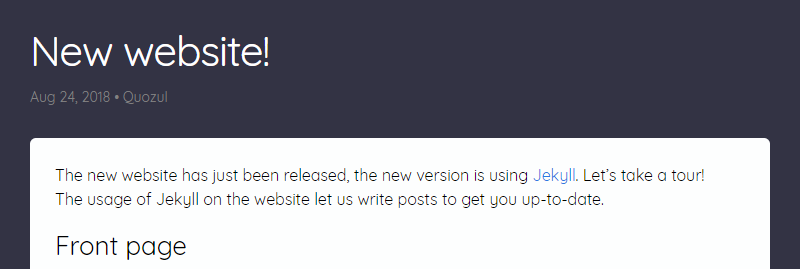 New website!
Aug 24, 2018 • Quozul
The new website has just been released, the new version is using Jekyll. Let's take a tour!
The usage of Jekyll on the website let us write posts to get you up-to-date.
Front page